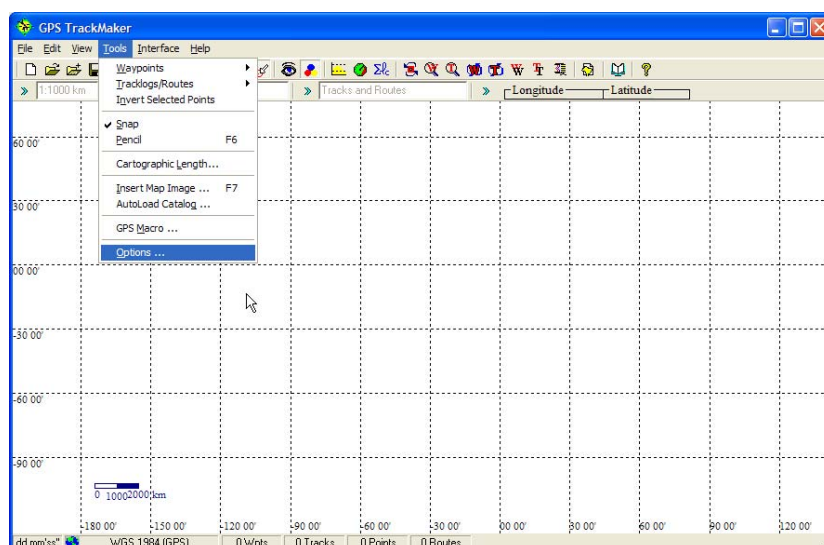 GPS TrackMaker
File Edit View Tools Interface Help
1:1000 km Tracks and Routes Longitude Latitude
Waypoints
Tracklogs/Routes
Invert Selected Points
Snap
Pencil F6
Cartographic Length...
Insert Map Image ... F7
AutoLoad Catalog ...
GPS Macro ...
Options ...
60 00'
30 00'
00 00'
-30 00'
-60 00'
-90 00'
0 1000 2000 km
-180 00' -150 00' -120 00' -90 00' -60 00' -30 00' 00 00' 30 00' 60 00' 90 00' 120 00'
dd mm'ss" WGS 1984 (GPS) 0 Wpts 0 Tracks 0 Points 0 Routes